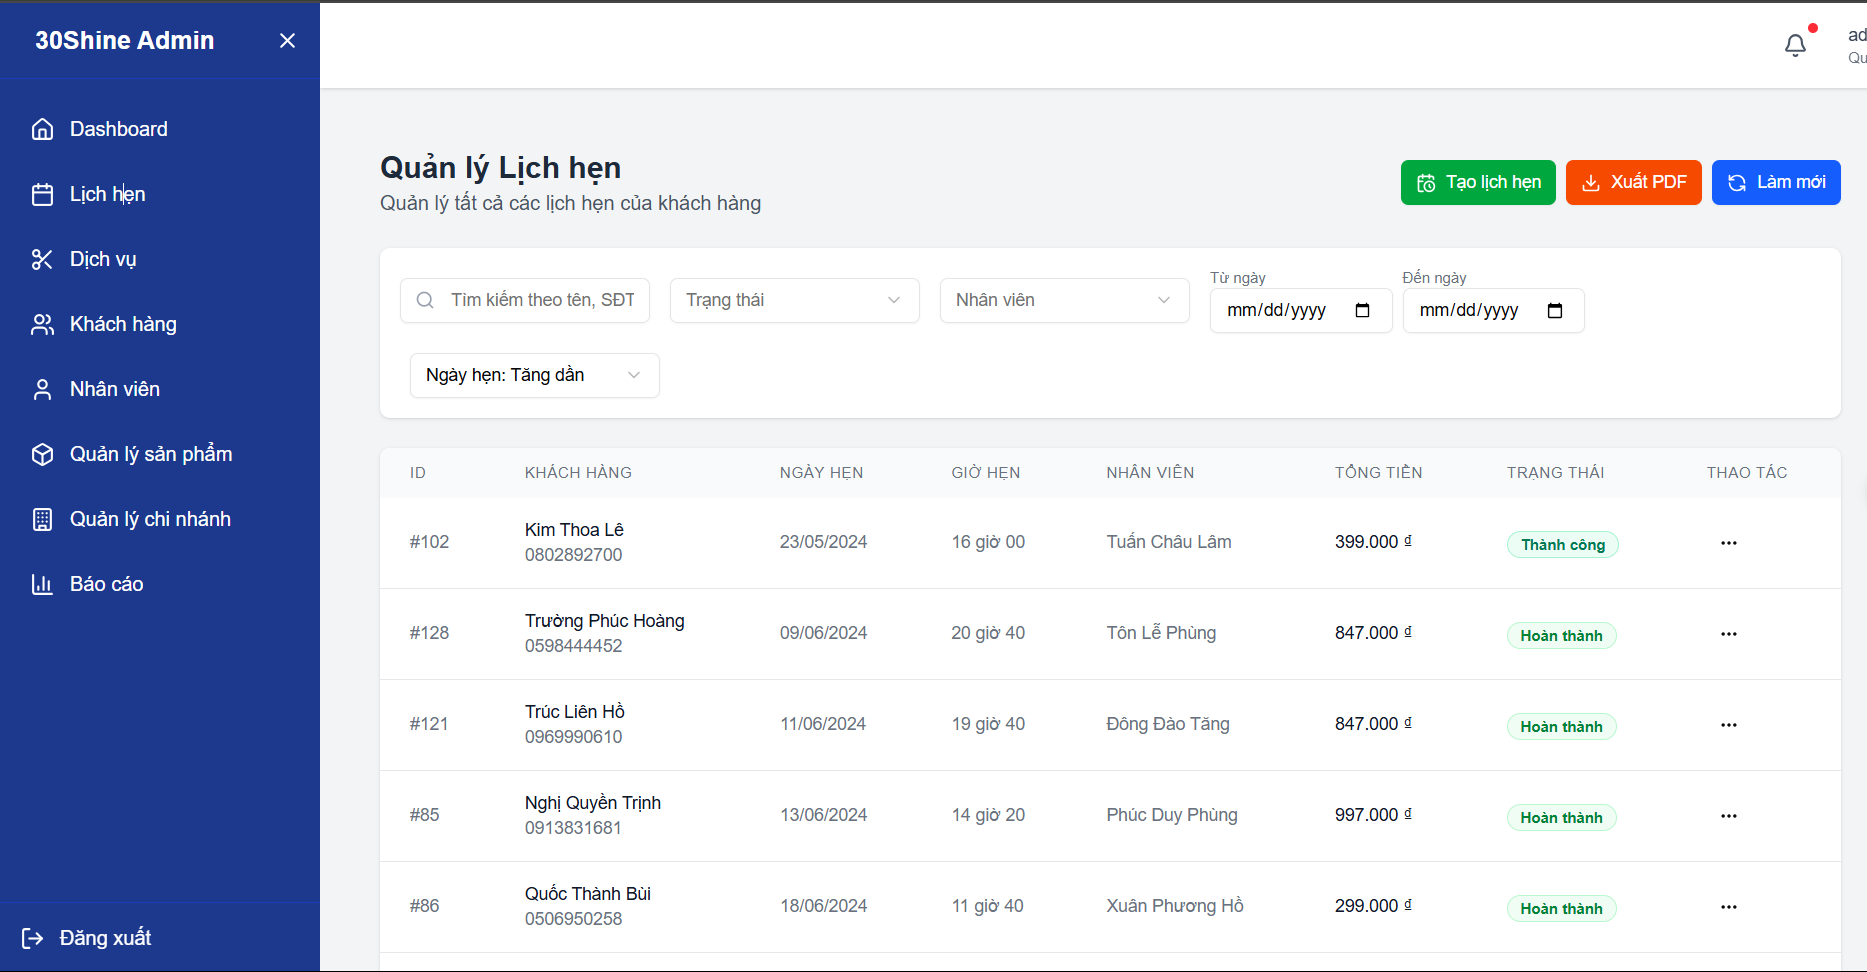 30Shine Admin
Dashboard
Lịch hẹn
Dịch vụ
Khách hàng
Nhân viên
Quản lý sản phẩm
Quản lý chi nhánh
Báo cáo
Đăng xuất
ad
Qu
Quản lý Lịch hẹn
Quản lý tất cả các lịch hẹn của khách hàng
Tạo lịch hẹn
Xuất PDF
Làm mới
Tìm kiếm theo tên, SĐT
Trạng thái
Nhân viên
Từ ngày
mm/dd/yyyy
Đến ngày
mm/dd/yyyy
Ngày hẹn: Tăng dần
ID KHÁCH HÀNG NGÀY HẸN GIỜ HẸN NHÂN VIÊN TỔNG TIỀN TRẠNG THÁI THAO TÁC
#102 Kim Thoa Lê 23/05/2024 16 giờ 00 Tuấn Châu Lâm 399.000 ₫ Thành công
0802892700
#128 Trường Phúc Hoàng 09/06/2024 20 giờ 40 Tôn Lễ Phùng 847.000 ₫ Hoàn thành
0598444452
#121 Trúc Liên Hồ 11/06/2024 19 giờ 40 Đông Đào Tăng 847.000 ₫ Hoàn thành
0969990610
#85 Nghị Quyền Trịnh 13/06/2024 14 giờ 20 Phúc Duy Phùng 997.000 ₫ Hoàn thành
0913831681
#86 Quốc Thành Bùi 18/06/2024 11 giờ 40 Xuân Phương Hồ 299.000 ₫ Hoàn thành
0506950258